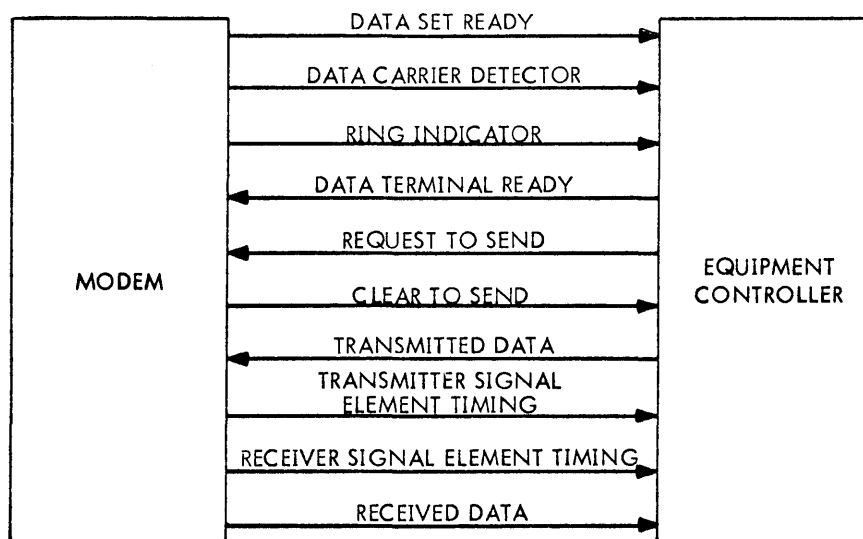 DATA SET READY
DATA CARRIER DETECTOR
RING INDICATOR
DATA TERMINAL READY
REQUEST TO SEND
MODEM
EQUIPMENT
CONTROLLER
CLEAR TO SEND
TRANSMITTED DATA
TRANSMITTER SIGNAL
ELEMENT TIMING
RECEIVER SIGNAL ELEMENT TIMING
RECEIVED DATA